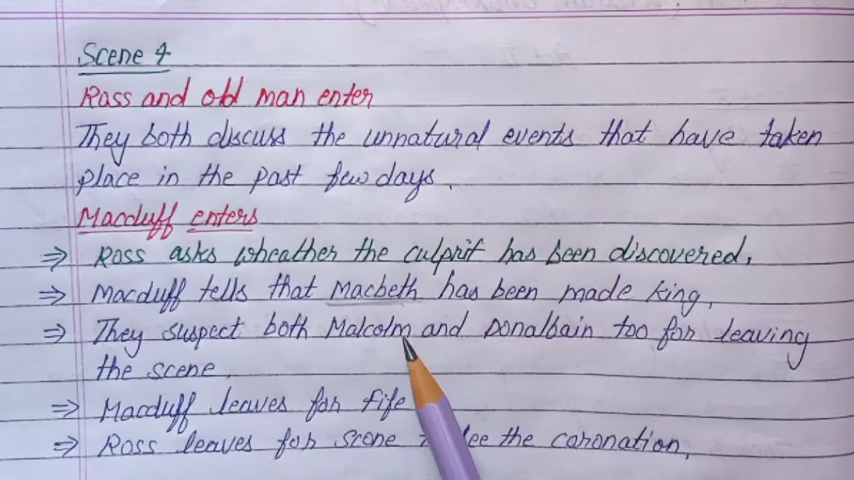 Scene 4
Ross and old man enter
They both discuss the unnatural events that have taken
place in the past few days.
Macduff enters
⇒ Ross asks wheather the culprit has been discovered,
⇒ Macduff tells that Macbeth has been made king,
⇒ They suspect both Malcolm and Donalbain too for leaving
the scene.
⇒ Macduff leaves for fife
⇒ Ross leaves for scone see the coronation,